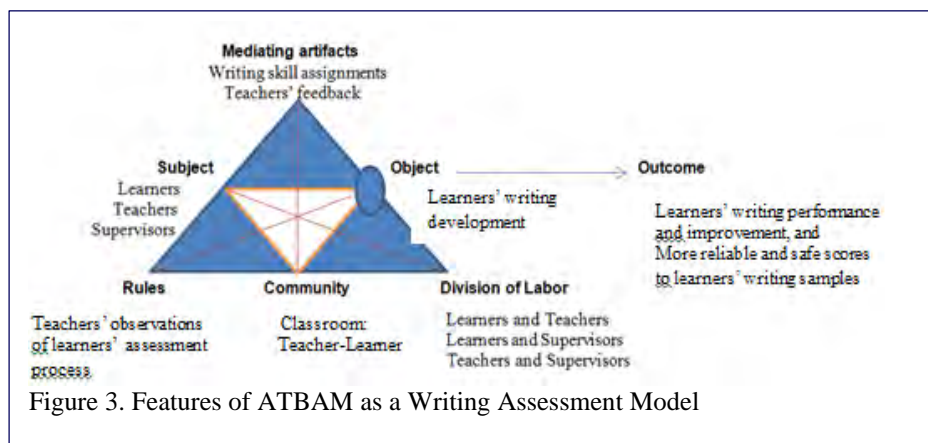 Mediating artifacts
Writing skill assignments
Teachers' feedback
Subject
Learners
Teachers
Supervisors
Object
Learners' writing
development
Outcome
Learners' writing performance
and improvement, and
More reliable and safe scores
to learners' writing samples
Rules
Teachers' observations
of learners' assessment
process
Community
Classroom:
Teacher-Learner
Division of Labor
Learners and Teachers
Learners and Supervisors
Teachers and Supervisors
Figure 3. Features of ATBAM as a Writing Assessment Model